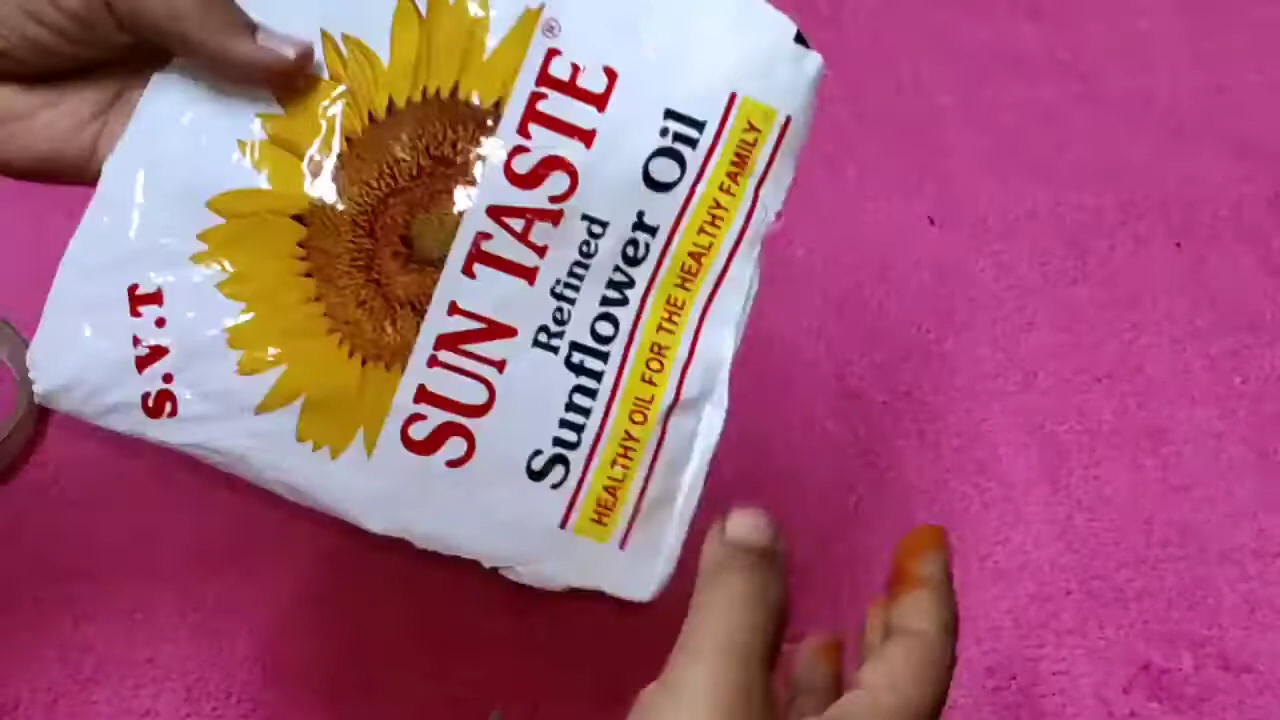 S.V.T
SUN TASTE®
Refined
Sunflower Oil
HEALTHY OIL FOR THE HEALTHY FAMILY